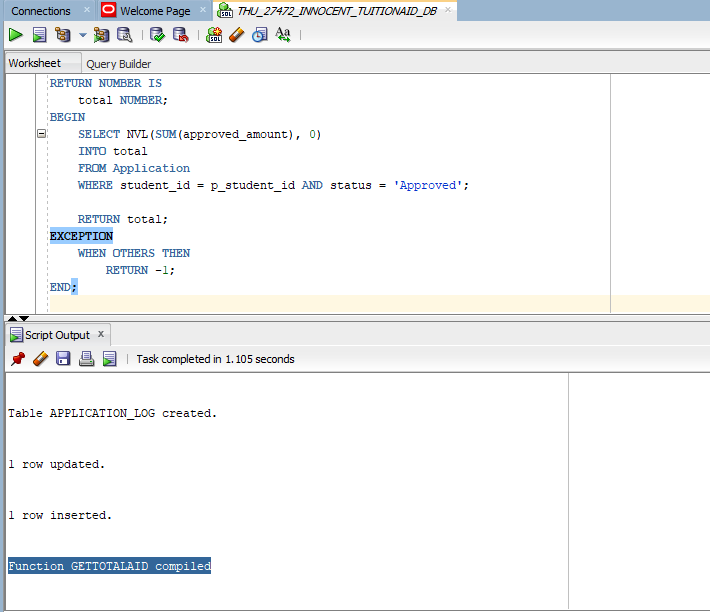 Connections
Welcome Page
THU_27472_INNOCENT_TUITIONAID_DB
Aa
Worksheet
Query Builder
RETURN NUMBER IS
total NUMBER;
BEGIN
SELECT NVL(SUM(approved_amount), 0)
INTO total
FROM Application
WHERE student_id = p_student_id AND status = 'Approved';
RETURN total;
EXCEPTION
WHEN OTHERS THEN
RETURN -1;
END;
Script Output x
Task completed in 1.105 seconds
Table APPLICATION_LOG created.
1 row updated.
1 row inserted.
Function GETTOTALAID compiled